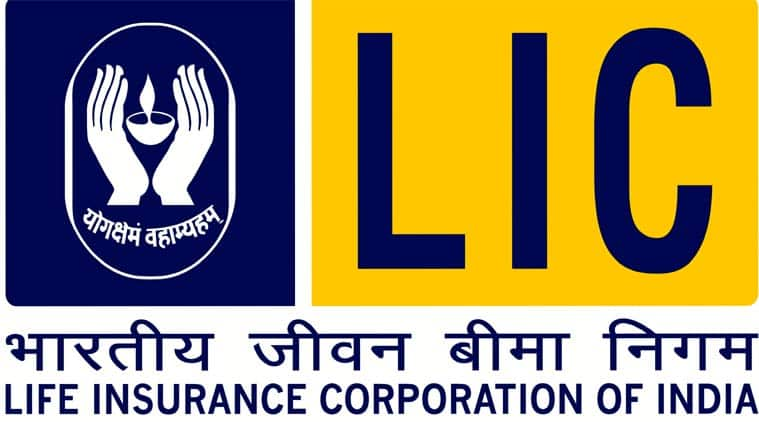 योगक्षेमं वहाम्यहम्
LIC
भारतीय जीवन बीमा निगम
LIFE INSURANCE CORPORATION OF INDIA